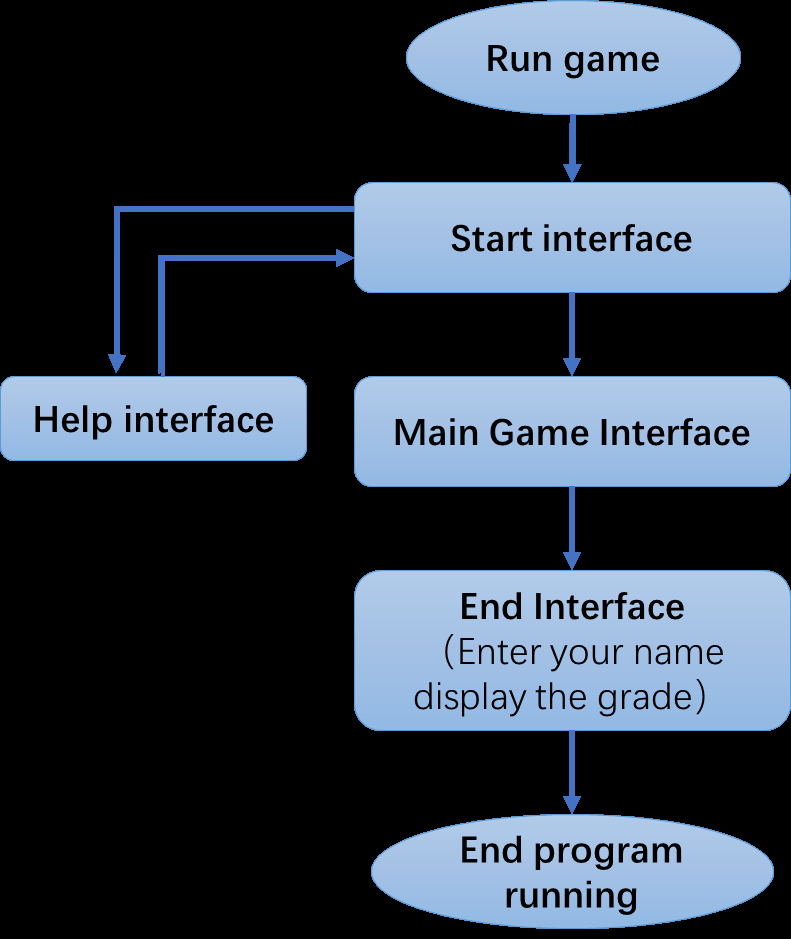 Run game
Start interface
Help interface
Main Game Interface
End Interface
（Enter your name
display the grade）
End program
running